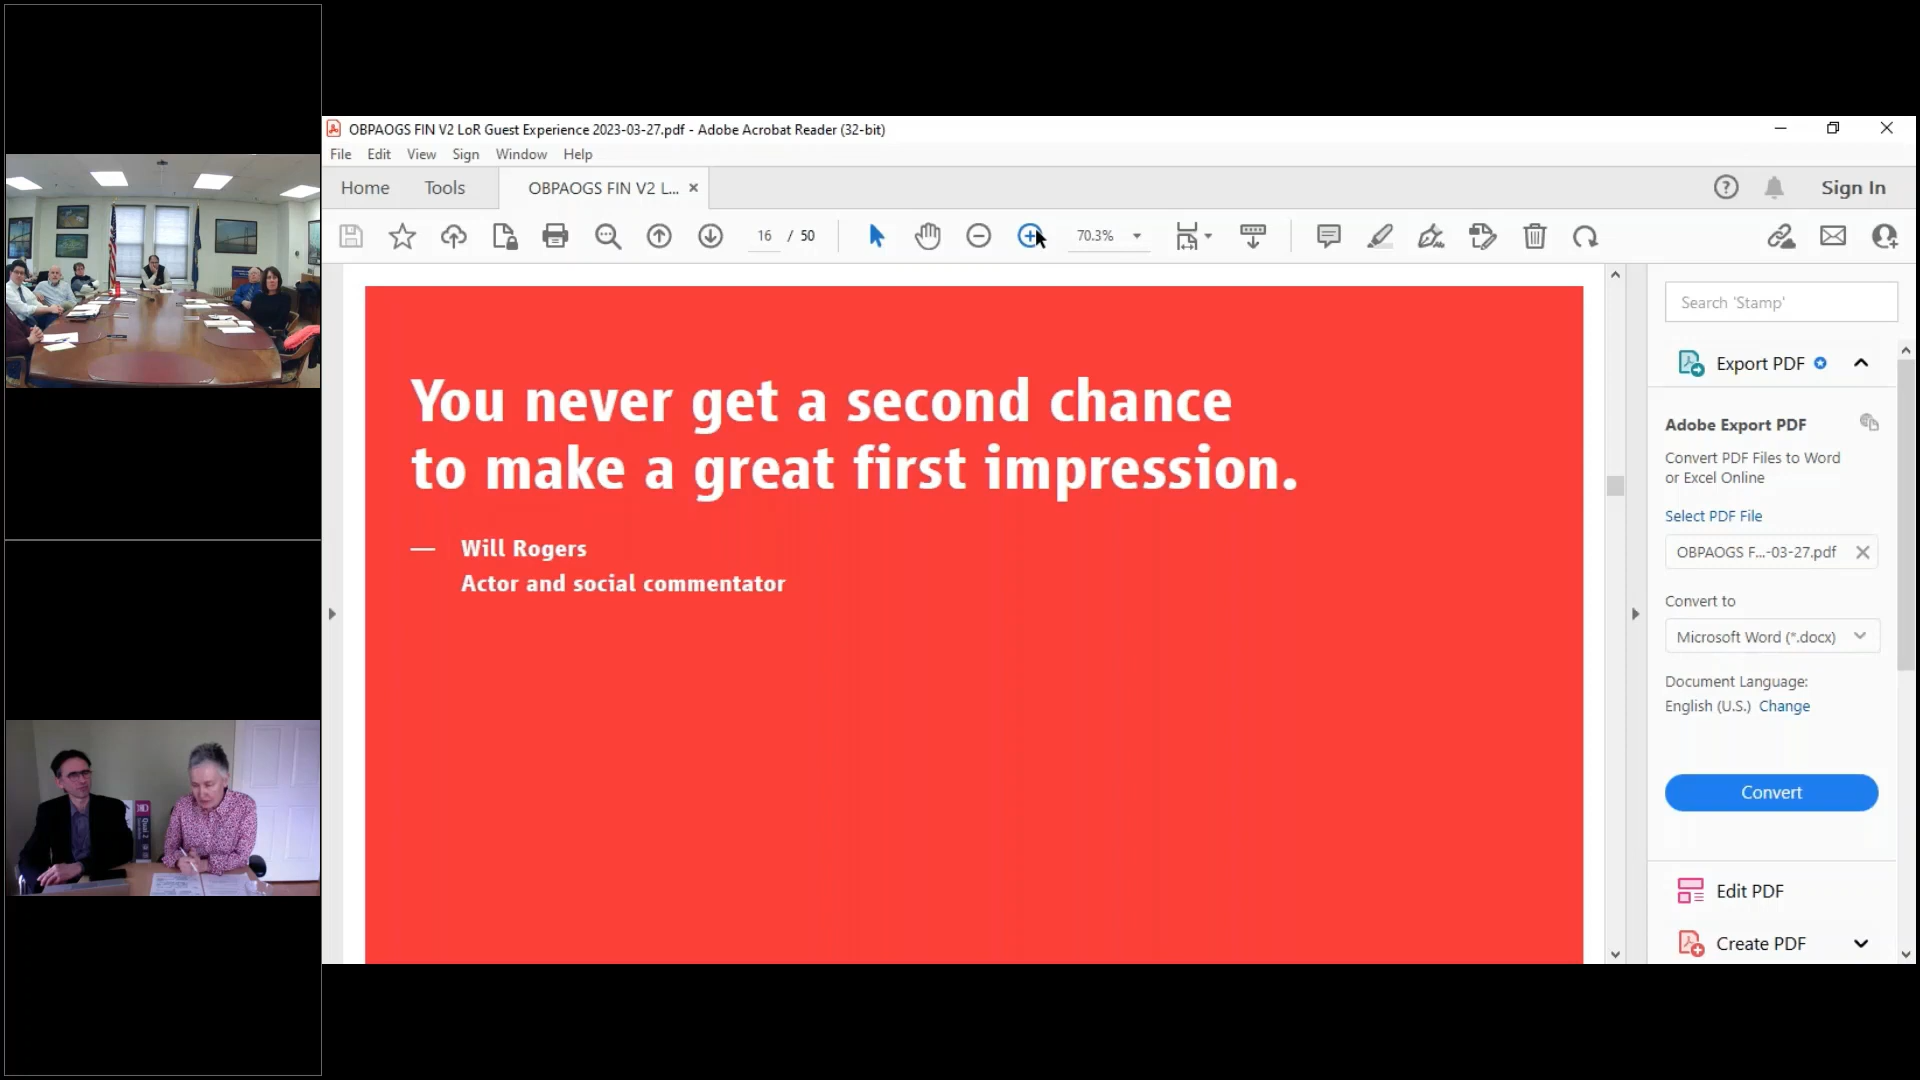 OBPAOGS FIN V2 LoR Guest Experience 2023-03-27.pdf - Adobe Acrobat Reader (32-bit)
File Edit View Sign Window Help
Home Tools OBPAOGS FIN V2 L... × Sign In
16 / 50 70.3%
You never get a second chance
to make a great first impression.
— Will Rogers
Actor and social commentator
Search 'Stamp'
Export PDF
Adobe Export PDF
Convert PDF Files to Word
or Excel Online
Select PDF File
OBPAOGS F...-03-27.pdf
Convert to
Microsoft Word (*.docx)
Document Language:
English (U.S.) Change
Convert
Edit PDF
Create PDF
Qual 2